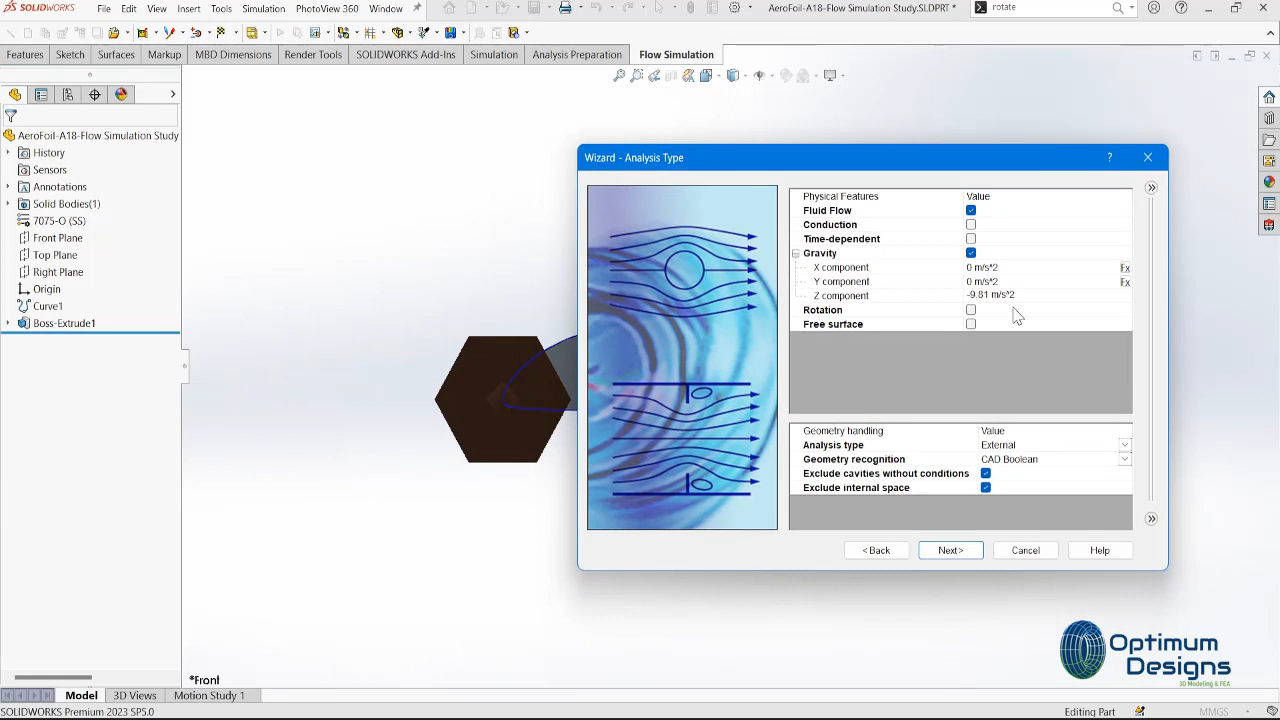 SOLIDWORKS File Edit View Insert Tools Simulation PhotoView 360 Window AeroFoil-A18-Flow Simulation Study.SLDPRT * rotate
Features Sketch Surfaces Markup MBD Dimensions Render Tools SOLIDWORKS Add-Ins Simulation Analysis Preparation Flow Simulation
AeroFoil-A18-Flow Simulation Study
History
Sensors
Annotations
Solid Bodies(1)
7075-O (SS)
Front Plane
Top Plane
Right Plane
Origin
Curve1
Boss-Extrude1
Wizard - Analysis Type
Physical Features Value
Fluid Flow
Conduction
Time-dependent
Gravity
X component 0 m/s^2 Fx
Y component 0 m/s^2 Fx
Z component -9.81 m/s^2
Rotation
Free surface
Geometry handling Value
Analysis type External
Geometry recognition CAD Boolean
Exclude cavities without conditions
Exclude internal space
< Back Next> Cancel Help
Optimum
Designs
3D Modeling & FEA
*Front
Model 3D Views Motion Study 1
SOLIDWORKS Premium 2023 SP5.0 Editing Part MMGS